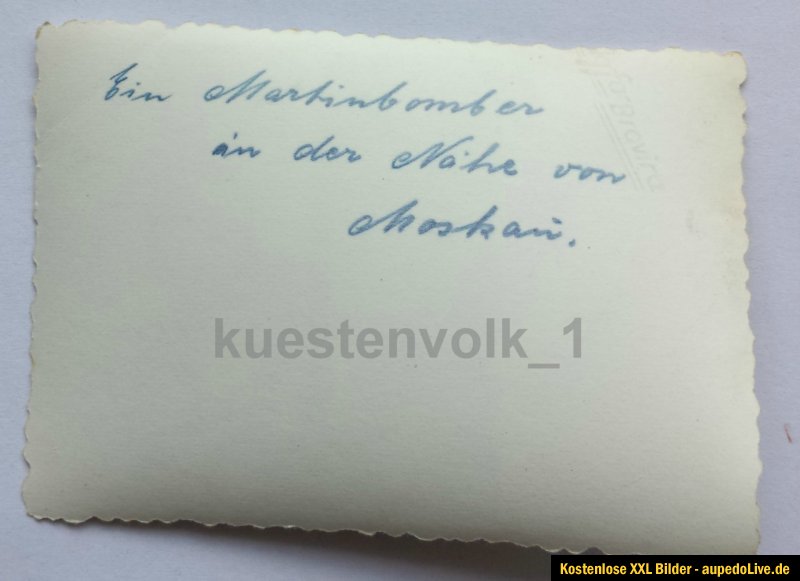 Ein Martinbomber
in der Nähe von
Moskau.
kuestenvolk_1
Kostenlose XXL Bilder - aupedoLive.de